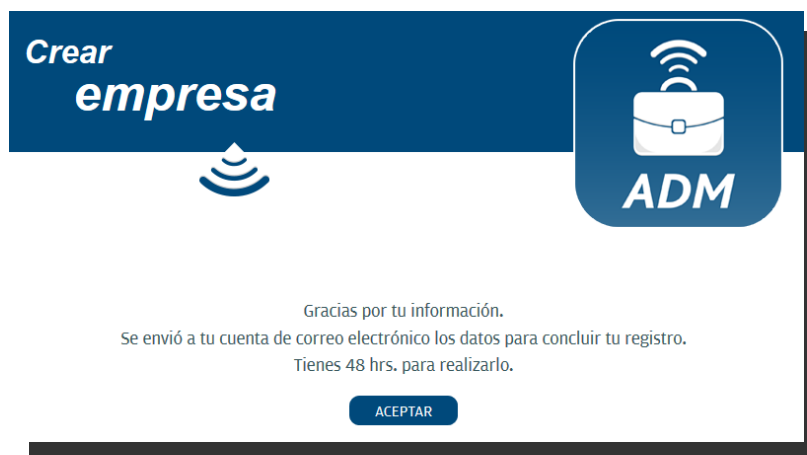 Crear
empresa
ADM
Gracias por tu información.
Se envió a tu cuenta de correo electrónico los datos para concluir tu registro.
Tienes 48 hrs. para realizarlo.
ACEPTAR